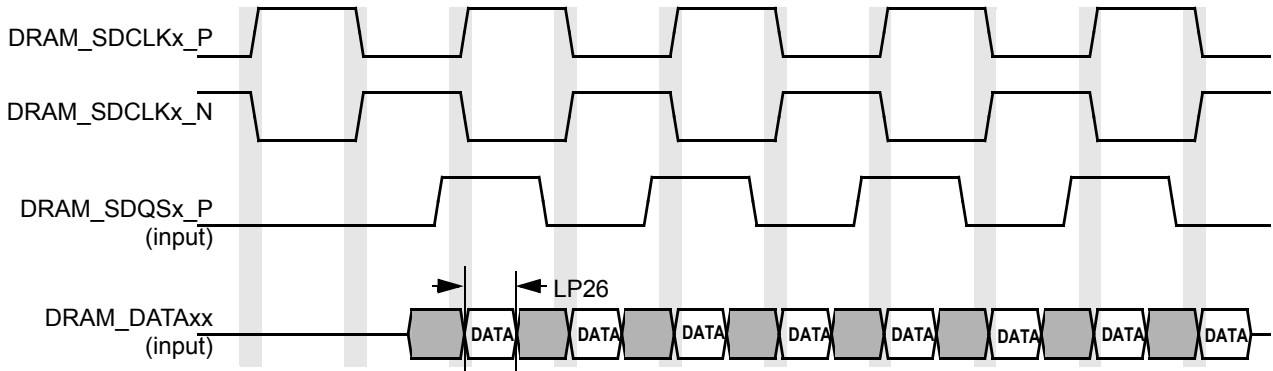 DRAM_SDCLKx_P
DRAM_SDCLKx_N
DRAM_SDQSx_P
(input)
LP26
DRAM_DATAxx
(input)
DATA DATA DATA DATA DATA DATA DATA DATA